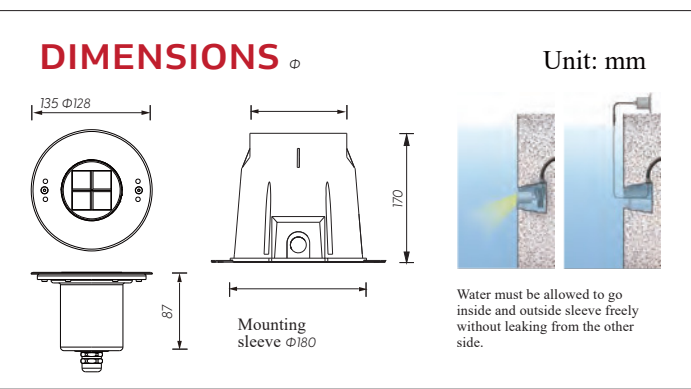 DIMENSIONS Φ
Unit: mm
135 Φ128
170
87
Mounting
sleeve Φ180
Water must be allowed to go
inside and outside sleeve freely
without leaking from the other
side.